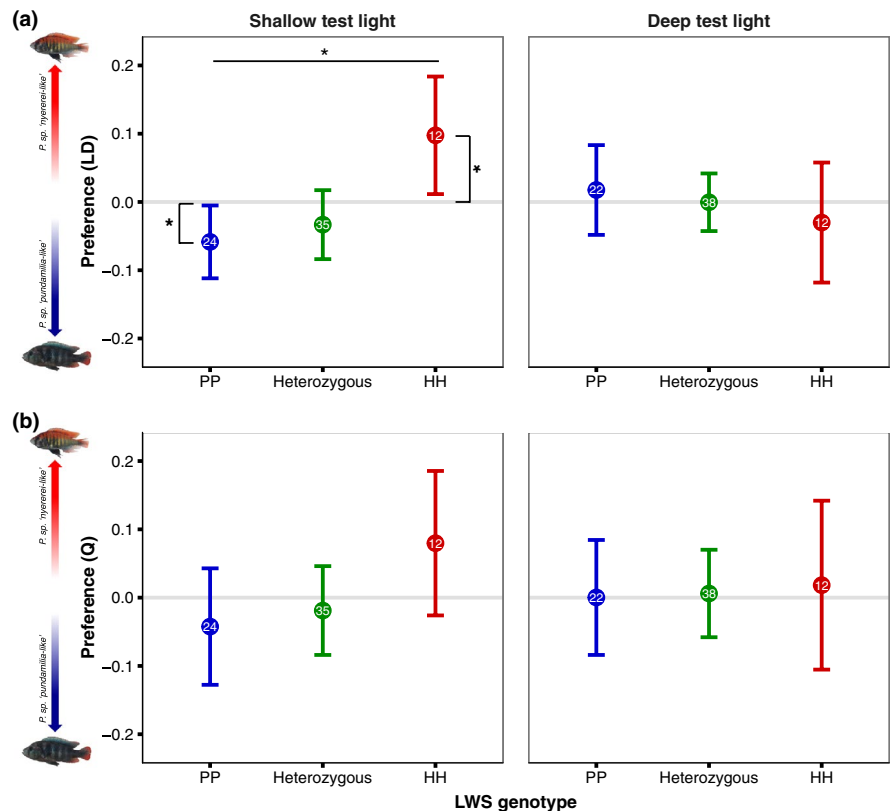 (a)
Shallow test light
Deep test light
P. sp. 'nyererei-like'
P. sp. 'pundamilia-like'
Preference (LD)
0.2
0.1
0.0
−0.1
−0.2
*
*
*
24
35
12
22
38
12
PP
Heterozygous
HH
PP
Heterozygous
HH
(b)
P. sp. 'nyererei-like'
P. sp. 'pundamilia-like'
Preference (Q)
0.2
0.1
0.0
−0.1
−0.2
24
35
12
22
38
12
PP
Heterozygous
HH
PP
Heterozygous
HH
LWS genotype